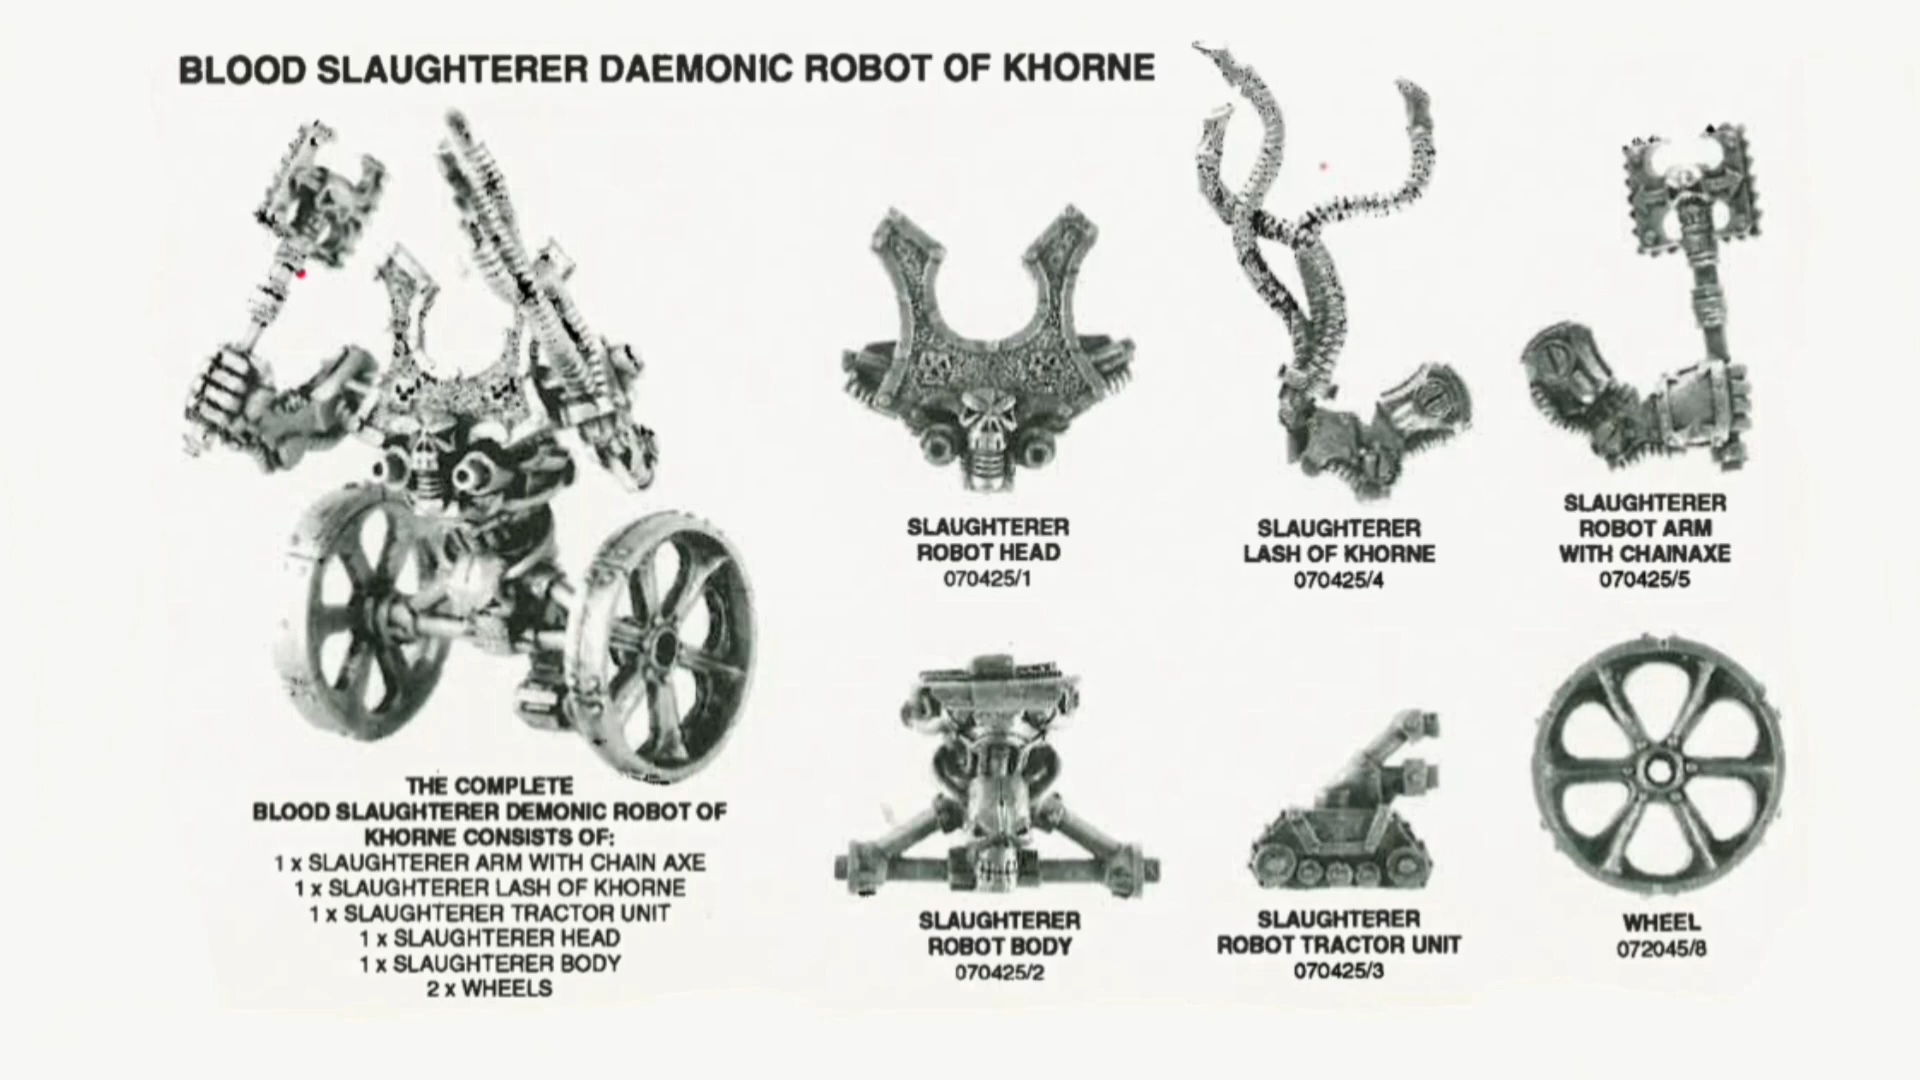 BLOOD SLAUGHTERER DAEMONIC ROBOT OF KHORNE
SLAUGHTERER
ROBOT HEAD
070425/1
SLAUGHTERER
LASH OF KHORNE
070425/4
SLAUGHTERER
ROBOT ARM
WITH CHAINAXE
070425/5
THE COMPLETE
BLOOD SLAUGHTERER DEMONIC ROBOT OF
KHORNE CONSISTS OF:
1 x SLAUGHTERER ARM WITH CHAIN AXE
1 x SLAUGHTERER LASH OF KHORNE
1 x SLAUGHTERER TRACTOR UNIT
1 x SLAUGHTERER HEAD
1 x SLAUGHTERER BODY
2 x WHEELS
SLAUGHTERER
ROBOT BODY
070425/2
SLAUGHTERER
ROBOT TRACTOR UNIT
070425/3
WHEEL
072045/8